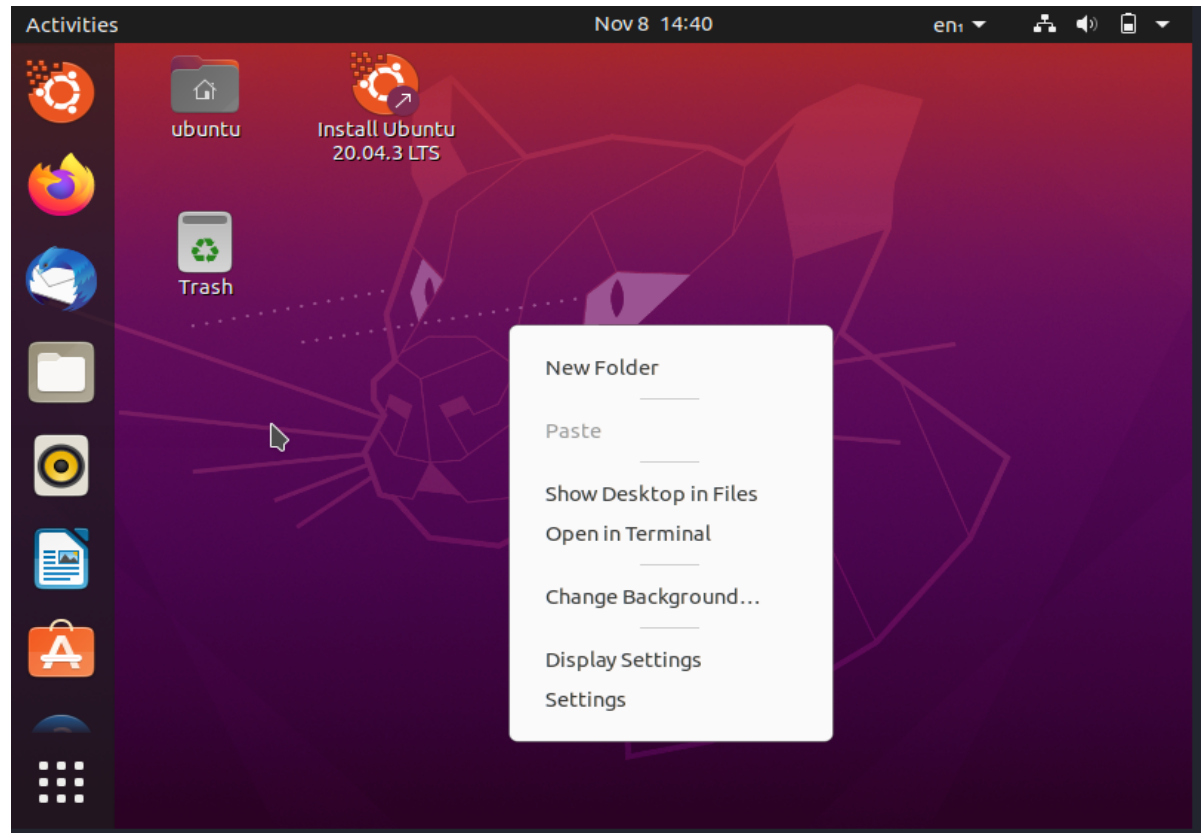 Activities
Nov 8 14:40
en₁
ubuntu
Install Ubuntu
20.04.3 LTS
Trash
New Folder
Paste
Show Desktop in Files
Open in Terminal
Change Background...
Display Settings
Settings